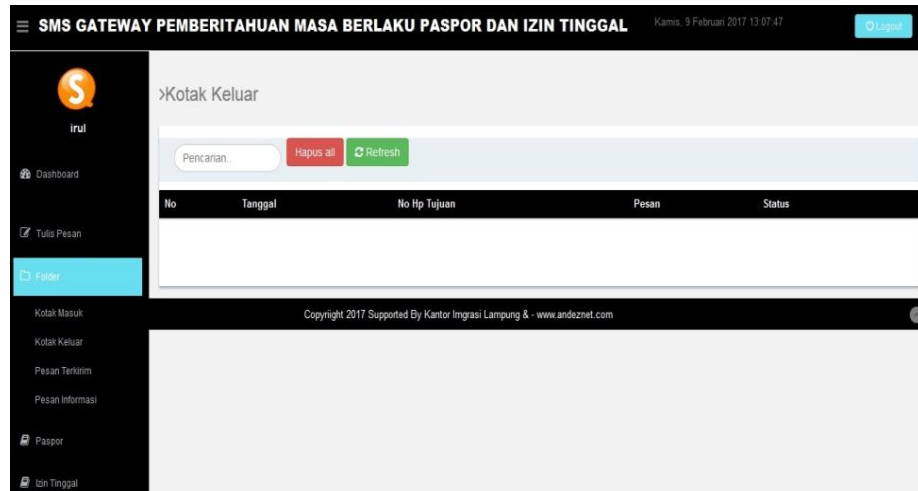 SMS GATEWAY PEMBERITAHUAN MASA BERLAKU PASPOR DAN IZIN TINGGAL
Kamis, 9 Februari 2017 13:07:47
Logout
irul
Dashboard
Tulis Pesan
Folder
Kotak Masuk
Kotak Keluar
Pesan Terkirim
Pesan Informasi
Paspor
Izin Tinggal
>Kotak Keluar
Pencarian..
Hapus all
Refresh
No Tanggal No Hp Tujuan Pesan Status
Copyriight 2017 Supported By Kantor Imgrasi Lampung & - www.andeznet.com